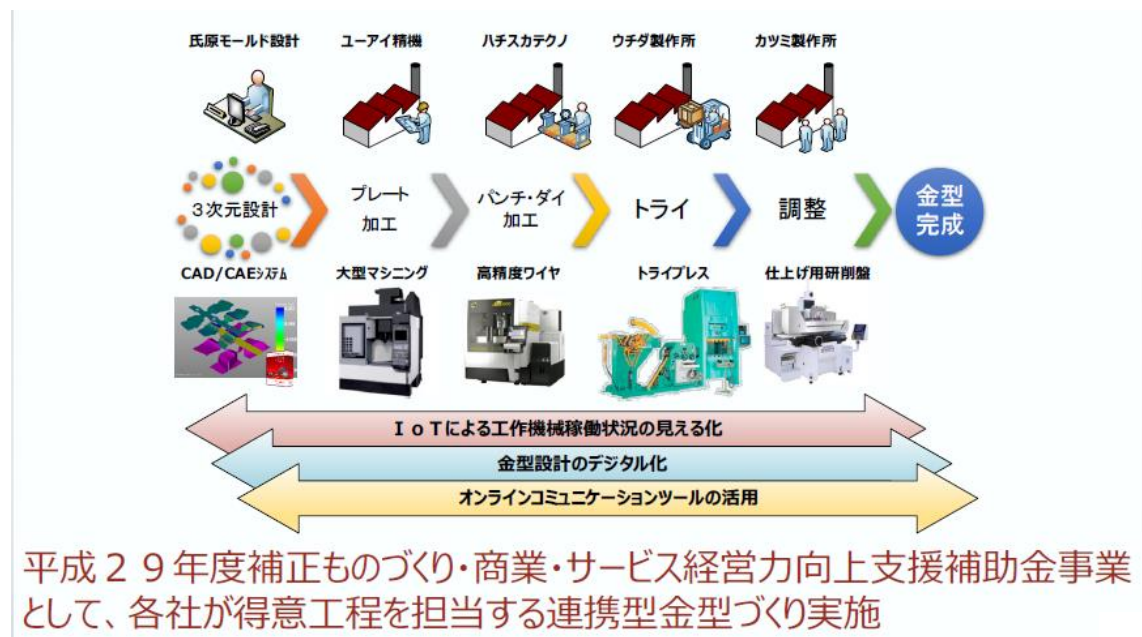 氏原モールド設計
ユーアイ精機
ハチスカテクノ
ウチダ製作所
カツミ製作所
3次元設計
プレート
加工
パンチ・ダイ
加工
トライ
調整
金型
完成
CAD/CAEシステム
大型マシニング
高精度ワイヤ
トライプレス
仕上げ用研削盤
IoTによる工作機械稼働状況の見える化
金型設計のデジタル化
オンラインコミュニケーションツールの活用
平成29年度補正ものづくり・商業・サービス経営力向上支援補助金事業
として、各社が得意工程を担当する連携型金型づくり実施